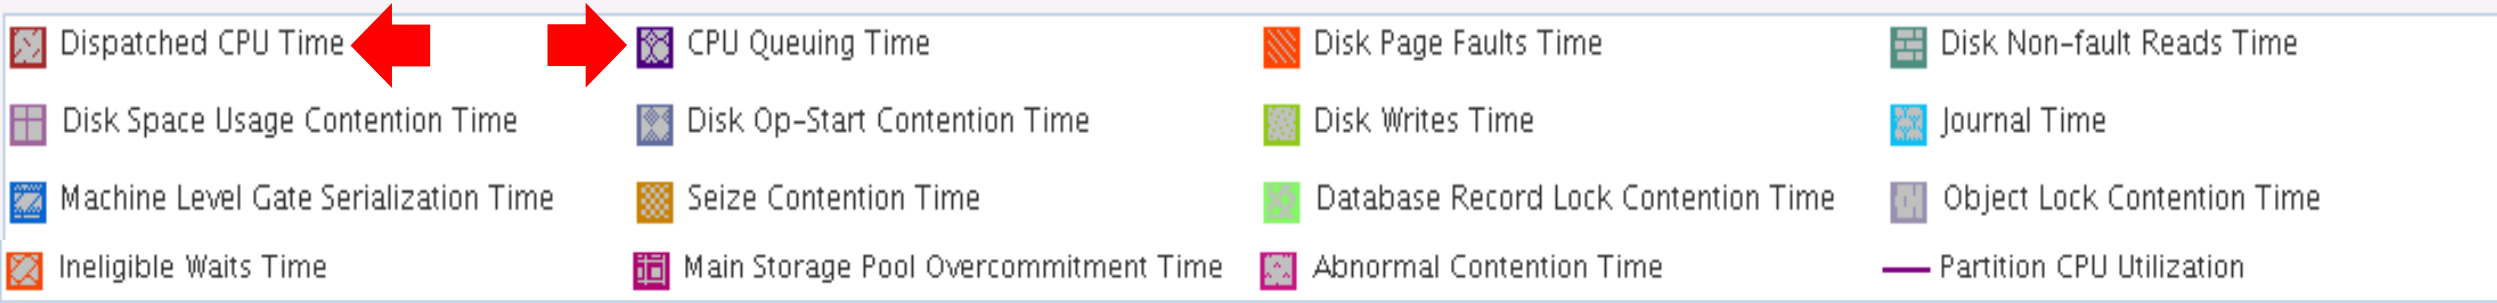 Dispatched CPU Time CPU Queuing Time Disk Page Faults Time Disk Non-fault Reads Time
Disk Space Usage Contention Time Disk Op-Start Contention Time Disk Writes Time Journal Time
Machine Level Gate Serialization Time Seize Contention Time Database Record Lock Contention Time Object Lock Contention Time
Ineligible Waits Time Main Storage Pool Overcommitment Time Abnormal Contention Time Partition CPU Utilization